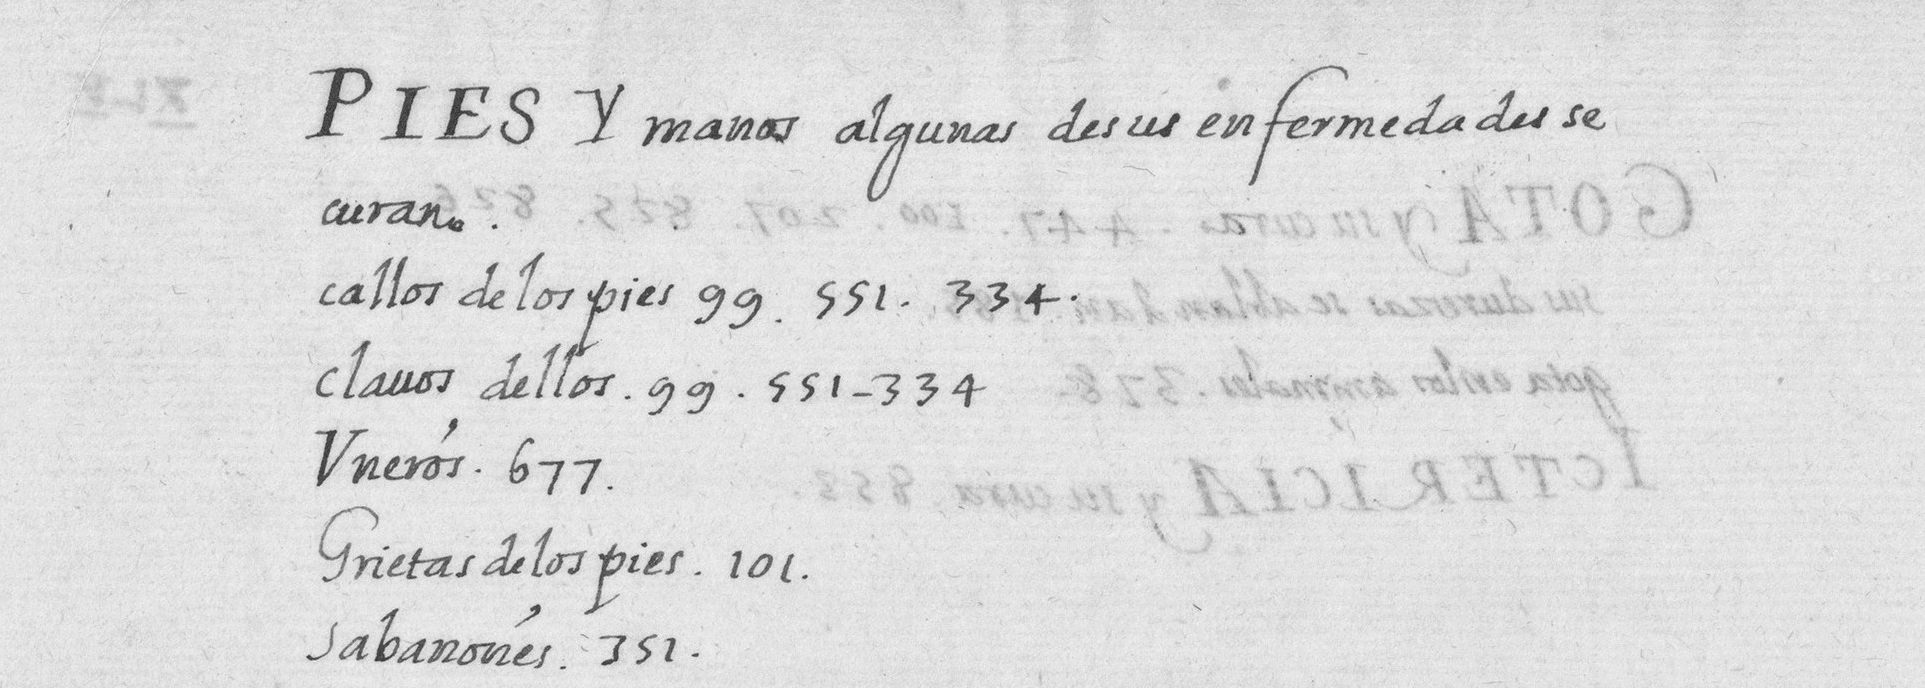 PIES Y manos algunas desus enfermedades se
curan.
callos delos pies 99. 551. 334.
clauos dellos. 99. 551-334
Vnerós. 677.
Grietas delos pies. 101.
sabanonés. 351.